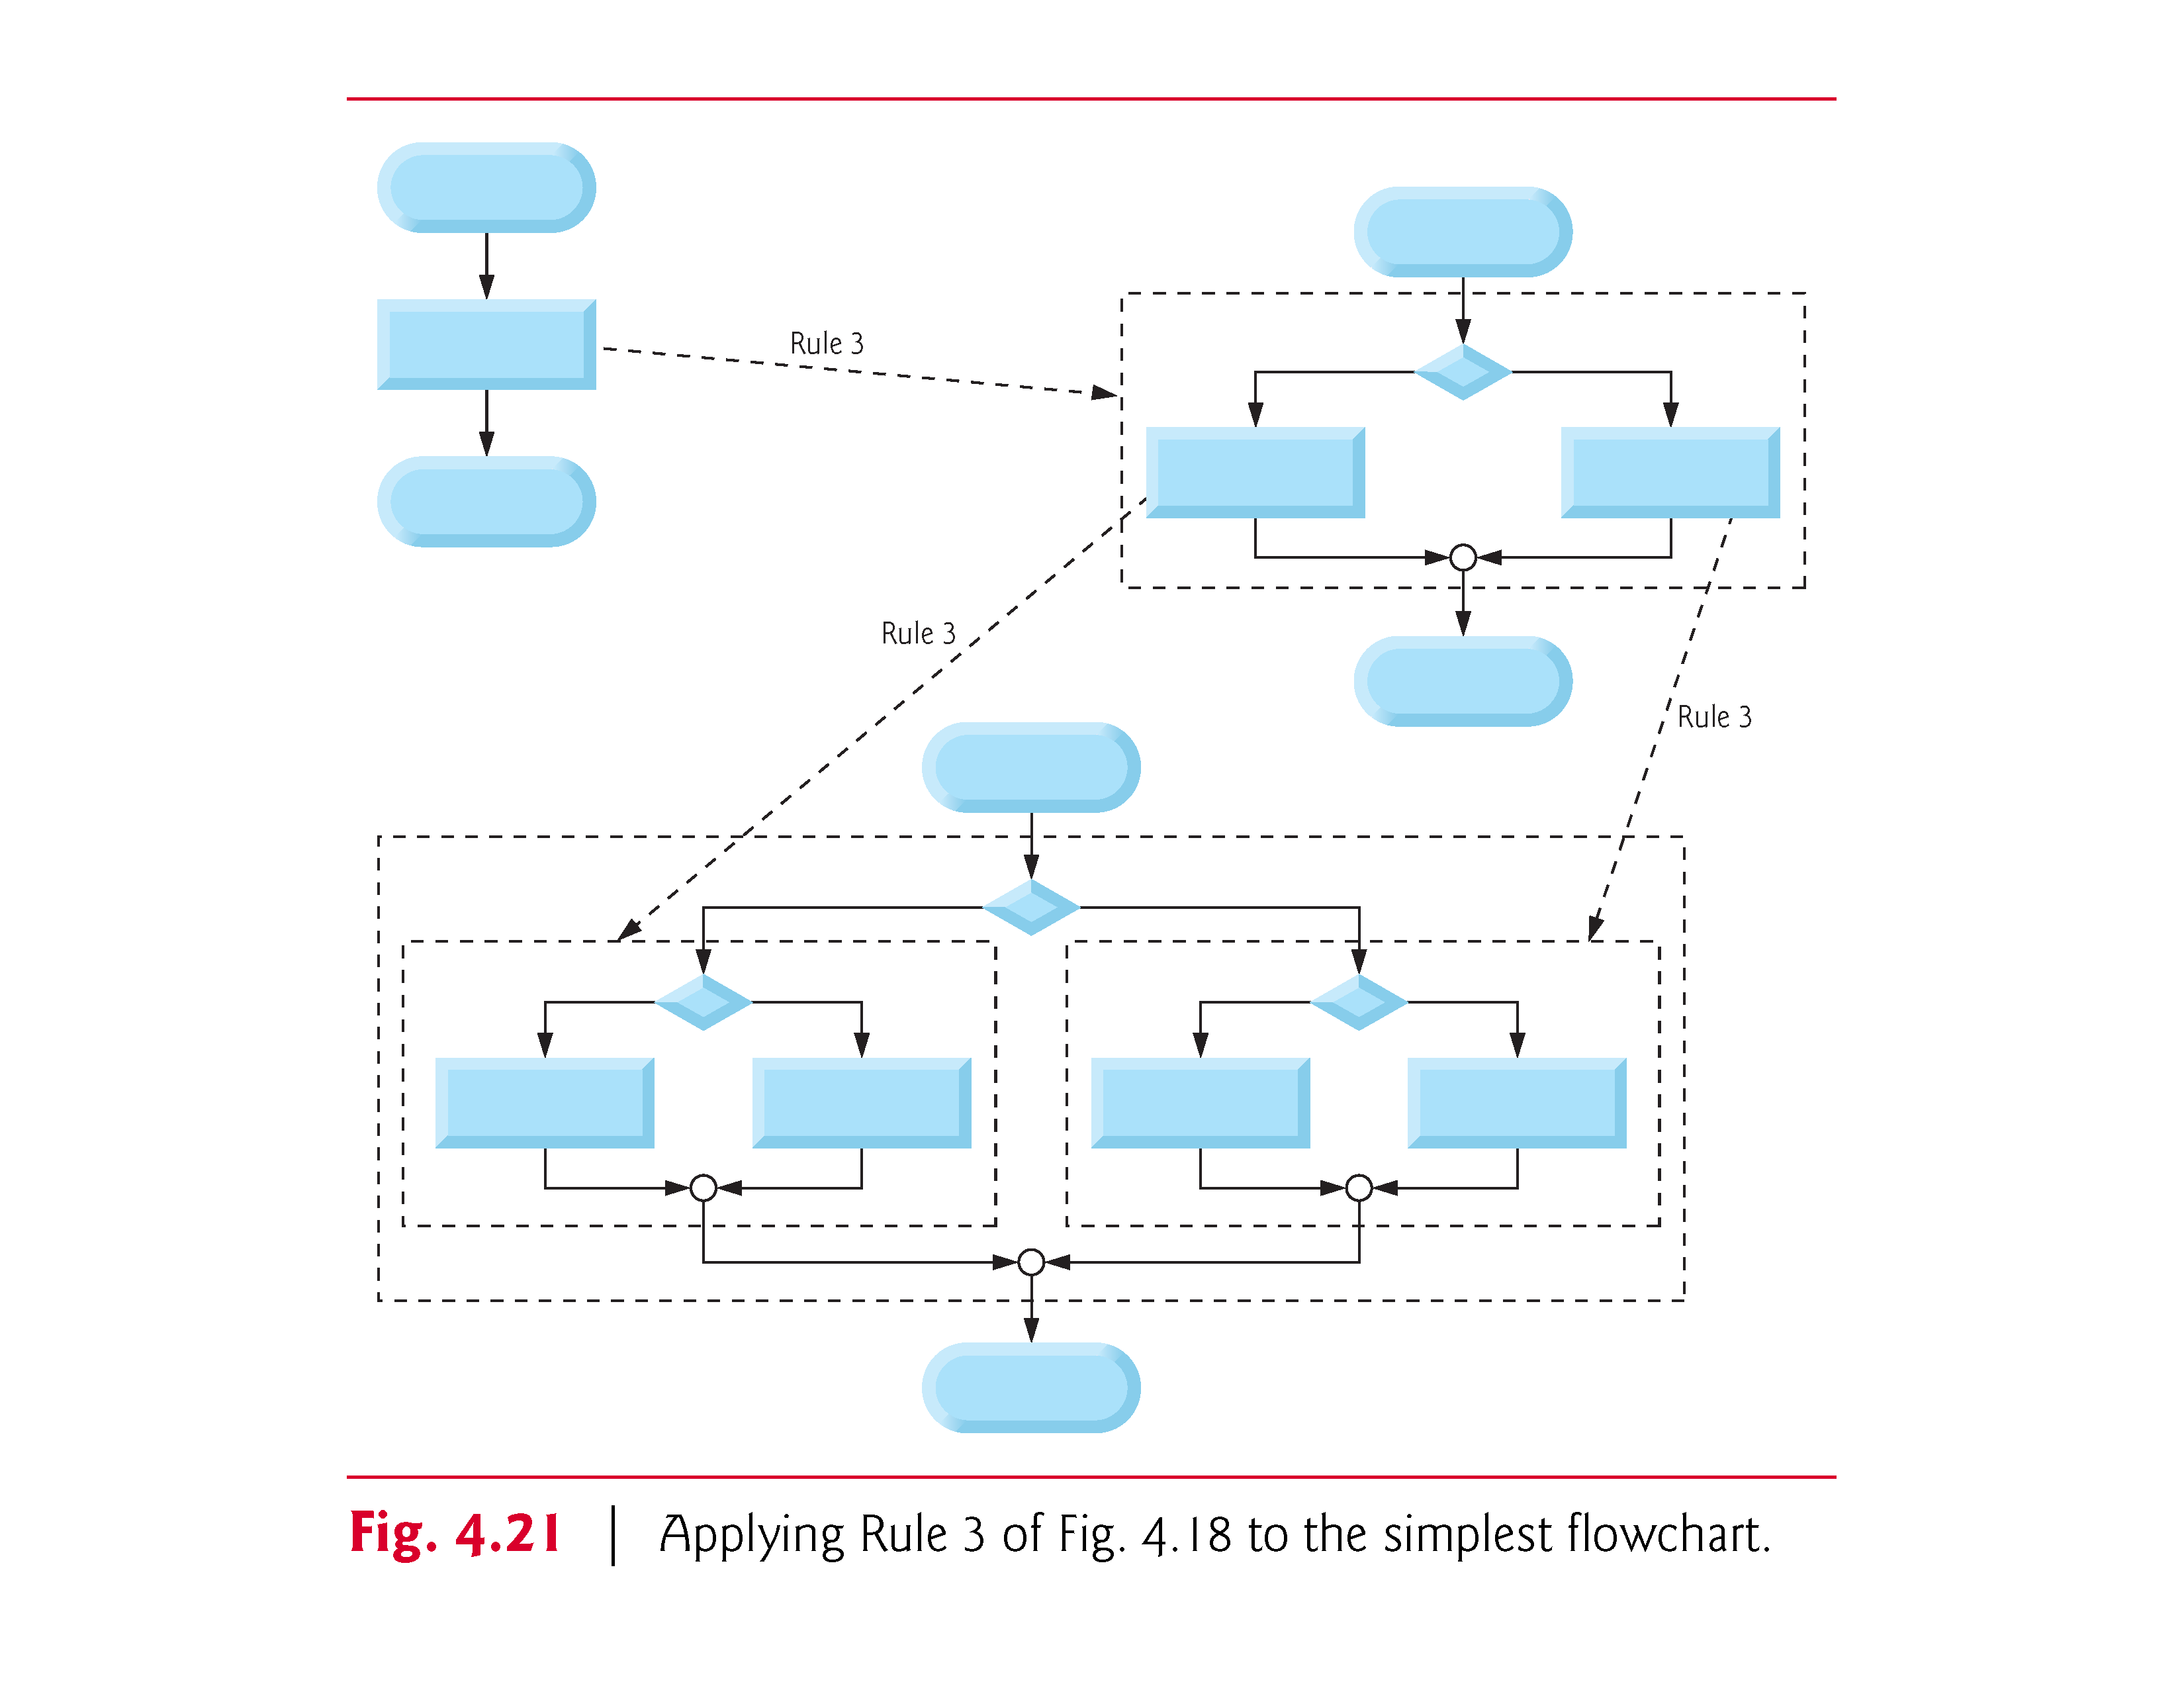 Rule 3
Rule 3
Rule 3
Fig. 4.21 | Applying Rule 3 of Fig. 4.18 to the simplest flowchart.